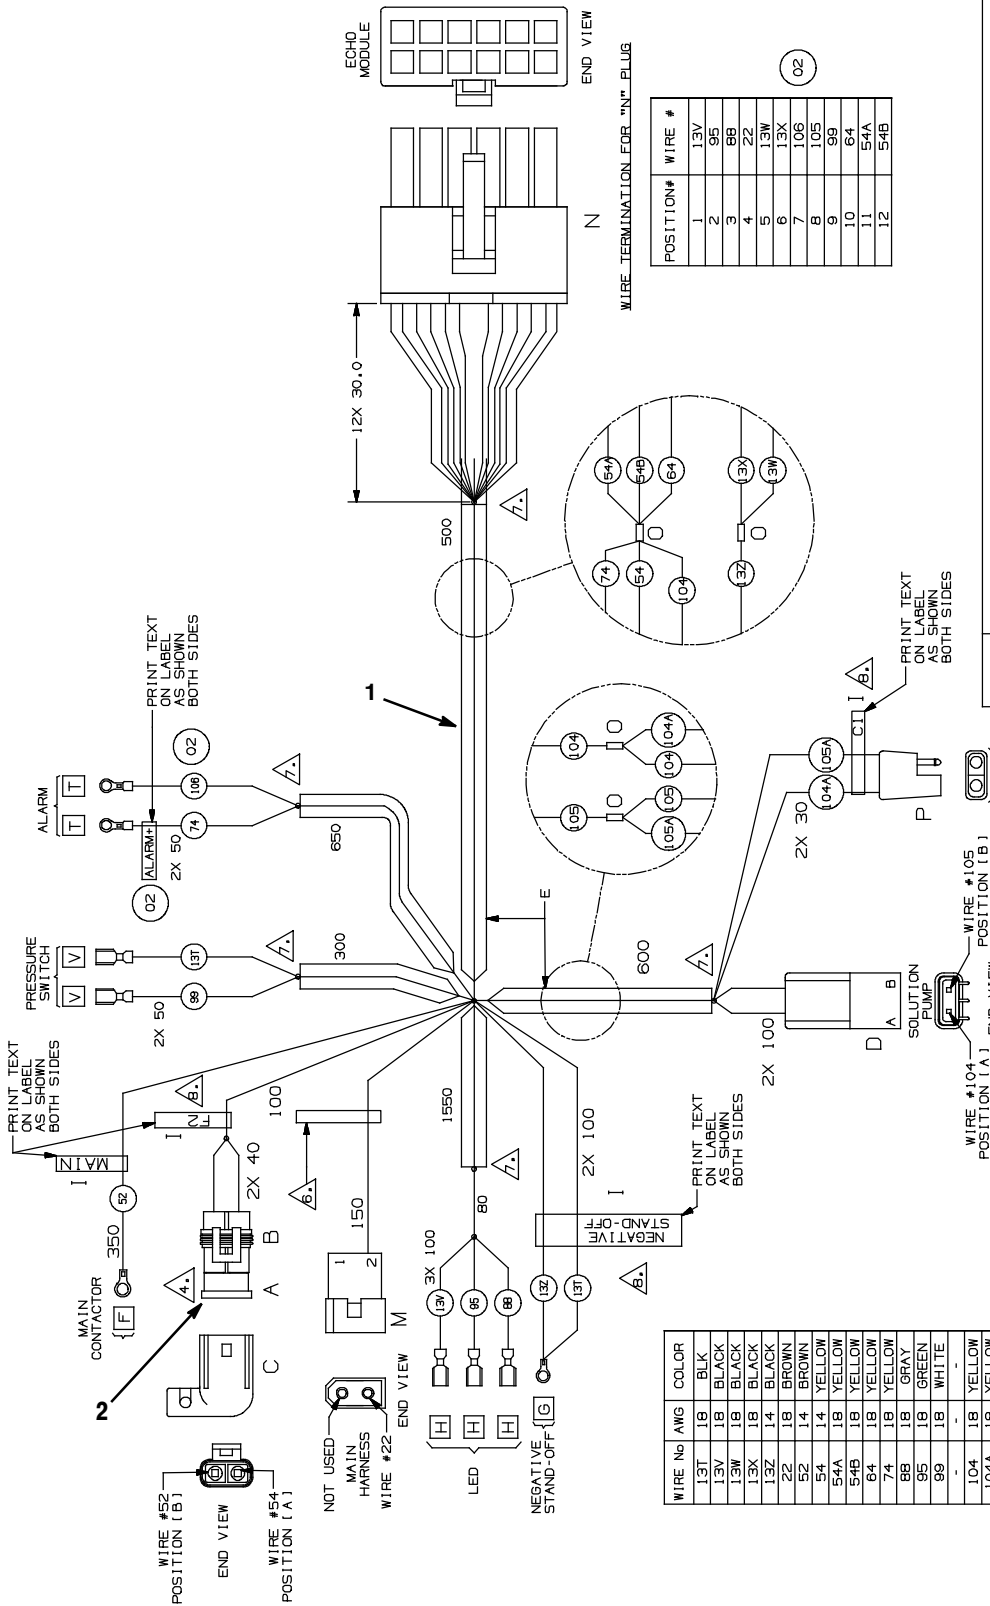 ECHO
MODULE
END VIEW
N
12X 30.0
500
7.
WIRE TERMINATION FOR "N" PLUG
POSITION# WIRE #
1 13V
2 95
3 88
4 22
5 13W
6 13X
7 106
8 105
9 99
10 64
11 54A
12 54B
02
54A
54B
64
74
54
104
O
13X
13W
13Z
O
1
ALARM
T T
ALARM+
74 106
2X 50
02
02
PRINT TEXT
ON LABEL
AS SHOWN
BOTH SIDES
7.
650
PRESSURE
SWITCH
V V
99 13T
2X 50
7.
300
PRINT TEXT
ON LABEL
AS SHOWN
BOTH SIDES
I
MAIN
52
350
MAIN
CONTACTOR
F
I
F2
8.
100
2X 40
4.
A B
C
2
WIRE #52
POSITION [B]
END VIEW
WIRE #54
POSITION [A]
6.
150
1
2
M
NOT USED
MAIN
HARNESS
WIRE #22
END VIEW
1550
7.
80
3X 100
13V
95
88
H
H
H
LED
2X 100
I
NEGATIVE
STAND-OFF
PRINT TEXT
ON LABEL
AS SHOWN
BOTH SIDES
13Z
13T
8.
G
NEGATIVE
STAND-OFF
E
105
O
105A
105
104
O
104
104A
600
7.
2X 100
A B
D
SOLUTION
PUMP
WIRE #104
POSITION [A]
WIRE #105
POSITION [B]
2X 30
104A
105A
C1
I
8.
P
PRINT TEXT
ON LABEL
AS SHOWN
BOTH SIDES
WIRE No AWG COLOR
13T 18 BLK
13V 18 BLACK
13W 18 BLACK
13X 18 BLACK
13Z 14 BLACK
22 18 BROWN
52 14 BROWN
54 14 YELLOW
54A 18 YELLOW
54B 18 YELLOW
64 18 YELLOW
74 18 YELLOW
88 18 GRAY
95 18 GREEN
99 18 WHITE
- - -
104 18 YELLOW